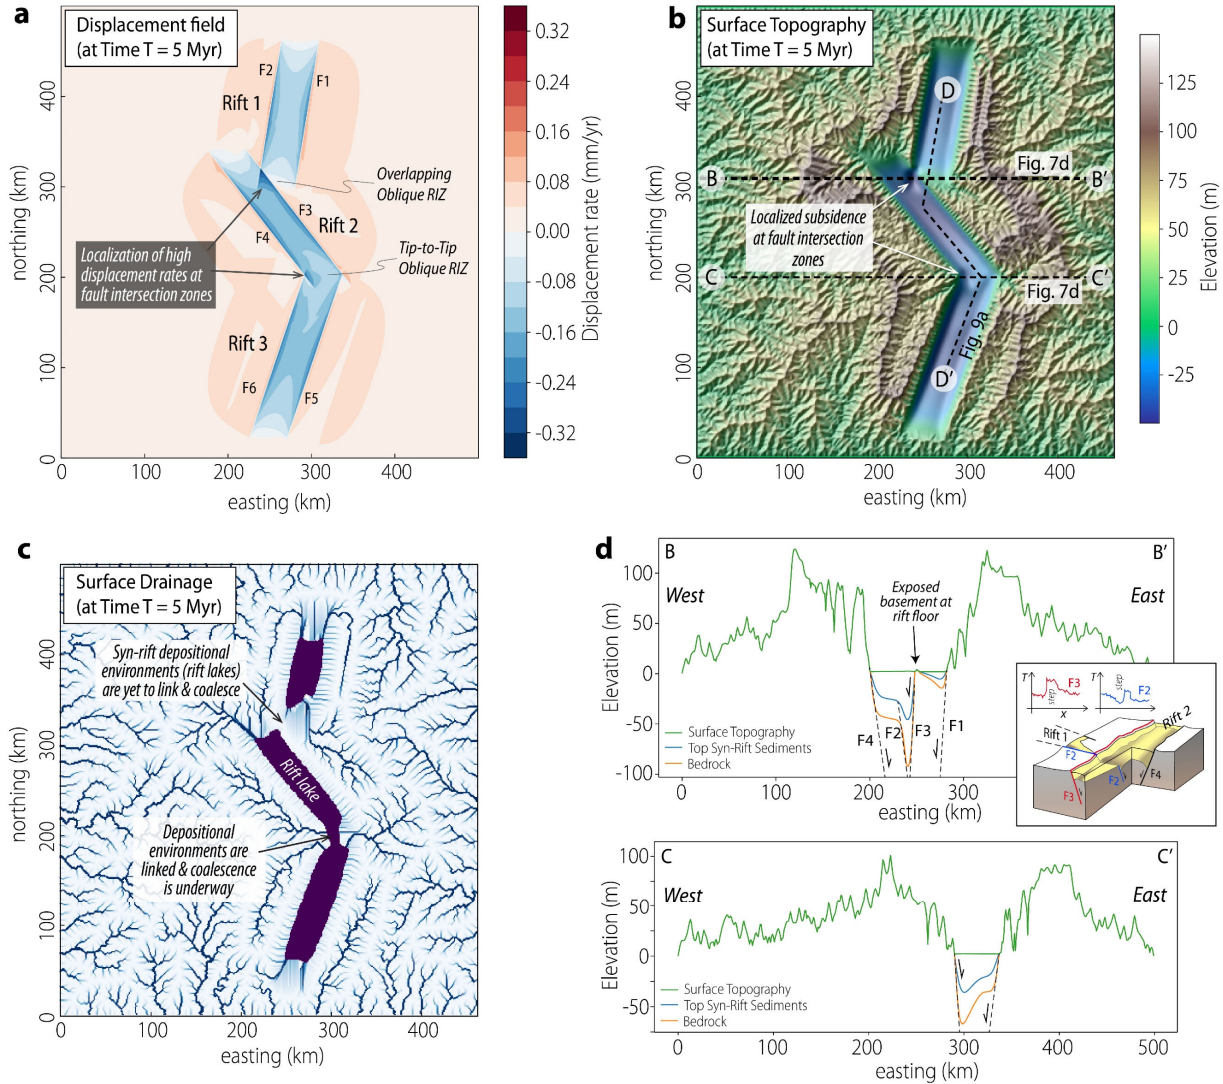 a
Displacement field
(at Time T = 5 Myr)
F2
F1
Rift 1
Overlapping
Oblique RIZ
F3
Rift 2
F4
Localization of high
displacement rates at
fault intersection zones
Tip-to-Tip
Oblique RIZ
Rift 3
F6
F5
northing (km)
400
300
200
100
0
0
100
200
300
400
easting (km)
0.32
0.24
0.16
0.08
0.00
-0.08
-0.16
-0.24
-0.32
Displacement rate (mm/yr)
b
Surface Topography
(at Time T = 5 Myr)
D
Fig. 7d
B
B′
Localized subsidence
at fault intersection
zones
C
C′
Fig. 7d
Fig. 9a
D′
northing (km)
400
300
200
100
0
0
100
200
300
400
easting (km)
125
100
75
50
25
0
-25
Elevation (m)
c
Surface Drainage
(at Time T = 5 Myr)
Syn-rift depositional
environments (rift lakes)
are yet to link & coalesce
Rift lake
Depositional
environments are
linked & coalescence
is underway
northing (km)
400
300
200
100
0
0
100
200
300
400
easting (km)
d
B
B′
West
Exposed
basement at
rift floor
East
Elevation (m)
100
50
0
-50
-100
F4
F2
F3
F1
Surface Topography
Top Syn-Rift Sediments
Bedrock
0
100
200
300
easting (km)
T
step
F3
x
T
step
F2
Rift 1
Rift 2
F2
F3
F2
F4
C
C′
West
East
Elevation (m)
100
50
0
-50
Surface Topography
Top Syn-Rift Sediments
Bedrock
0
100
200
300
400
500
easting (km)